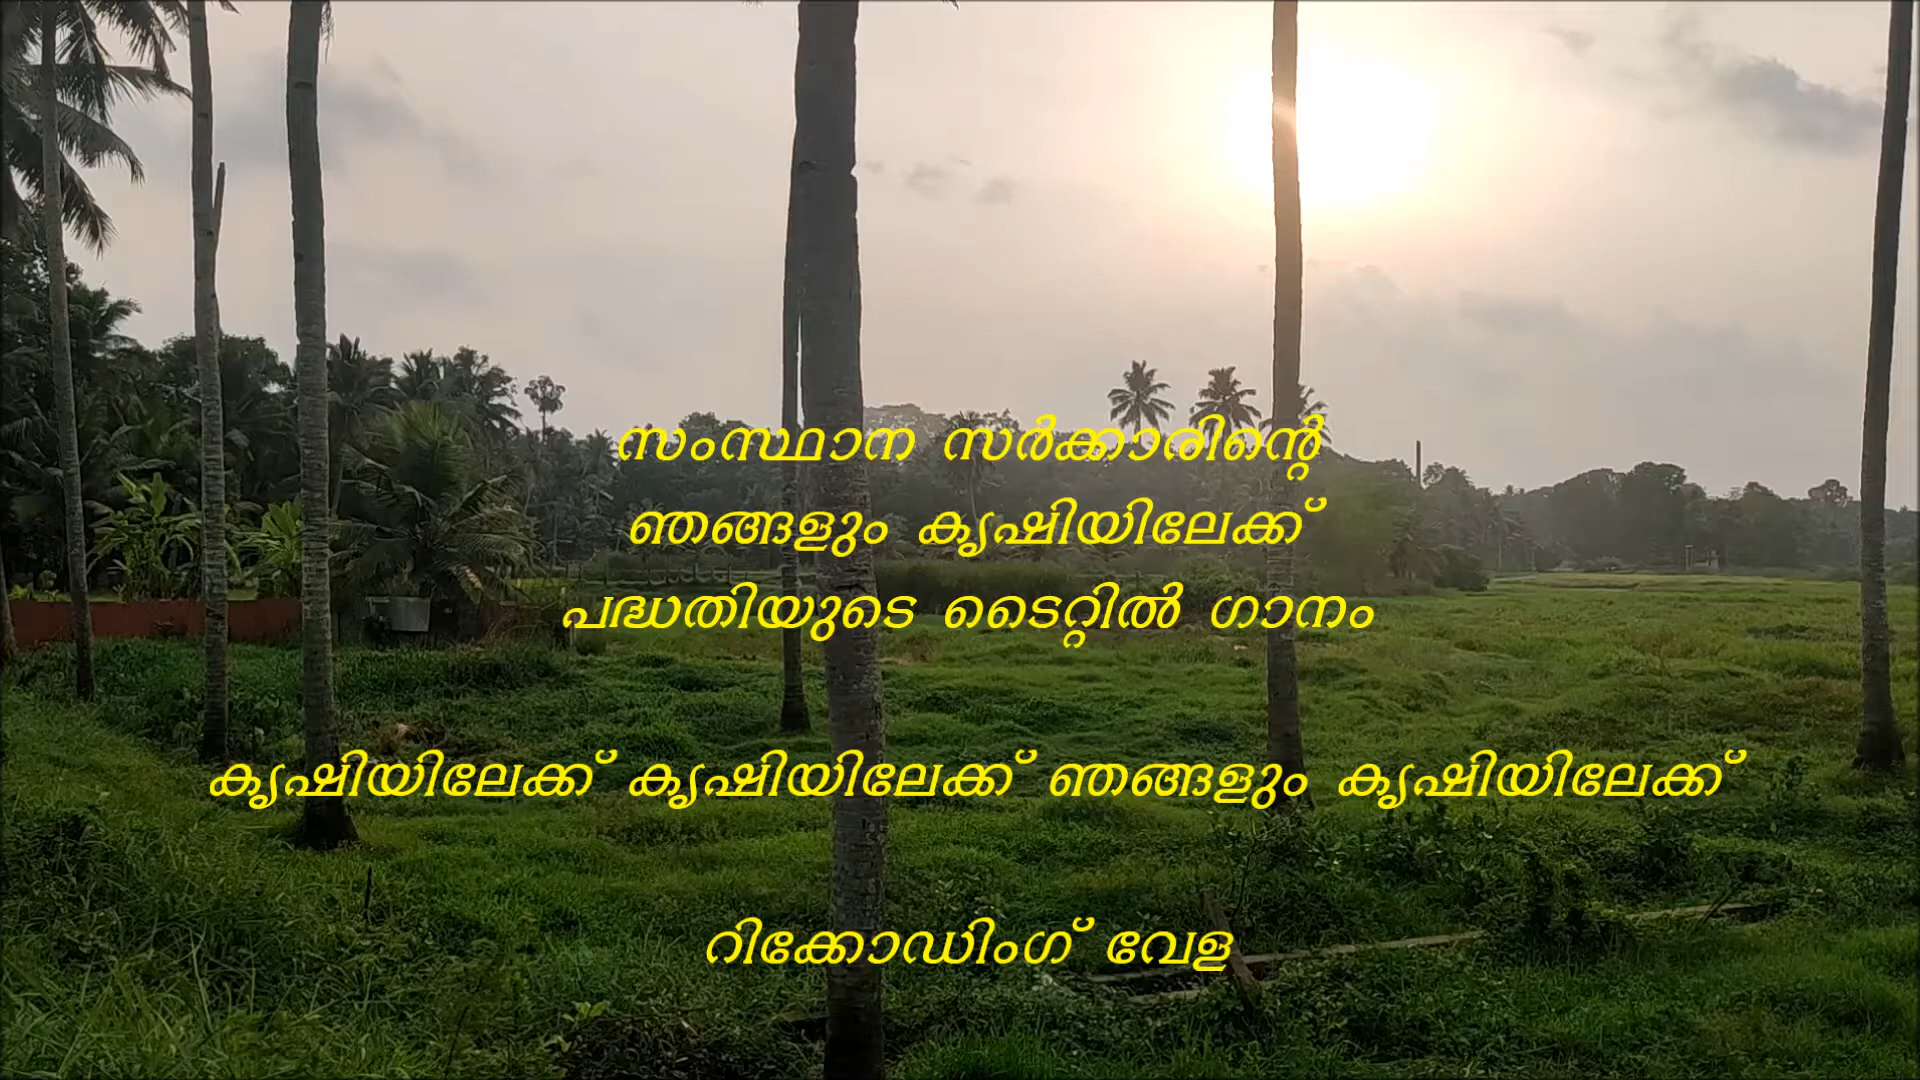 സംസ്ഥാന സർക്കാരിന്റെ
ഞങ്ങളും കൃഷിയിലേക്ക്
പദ്ധതിയുടെ ടൈറ്റിൽ ഗാനം
കൃഷിയിലേക്ക് കൃഷിയിലേക്ക് ഞങ്ങളും കൃഷിയിലേക്ക്
റിക്കോഡിംഗ് വേള